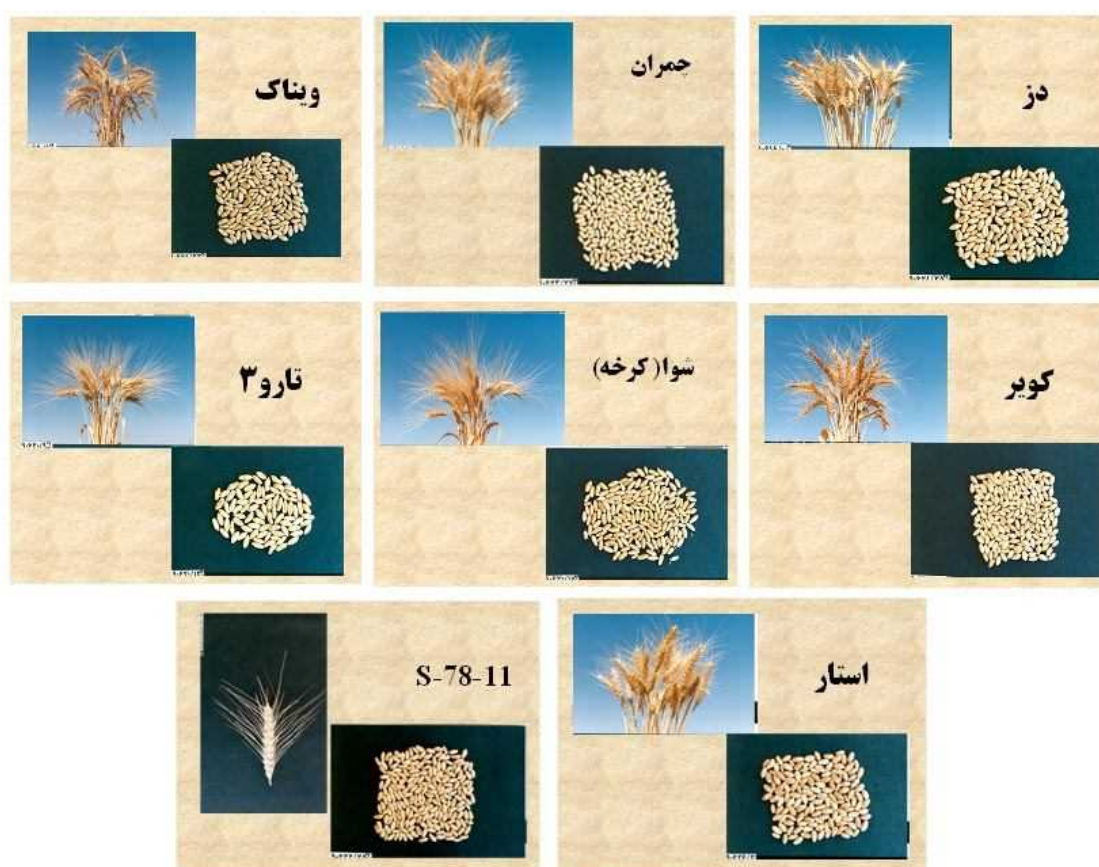 دز
چمران
ویناک
کویر
شوا(کرخه)
تارو۳
استار
S-78-11